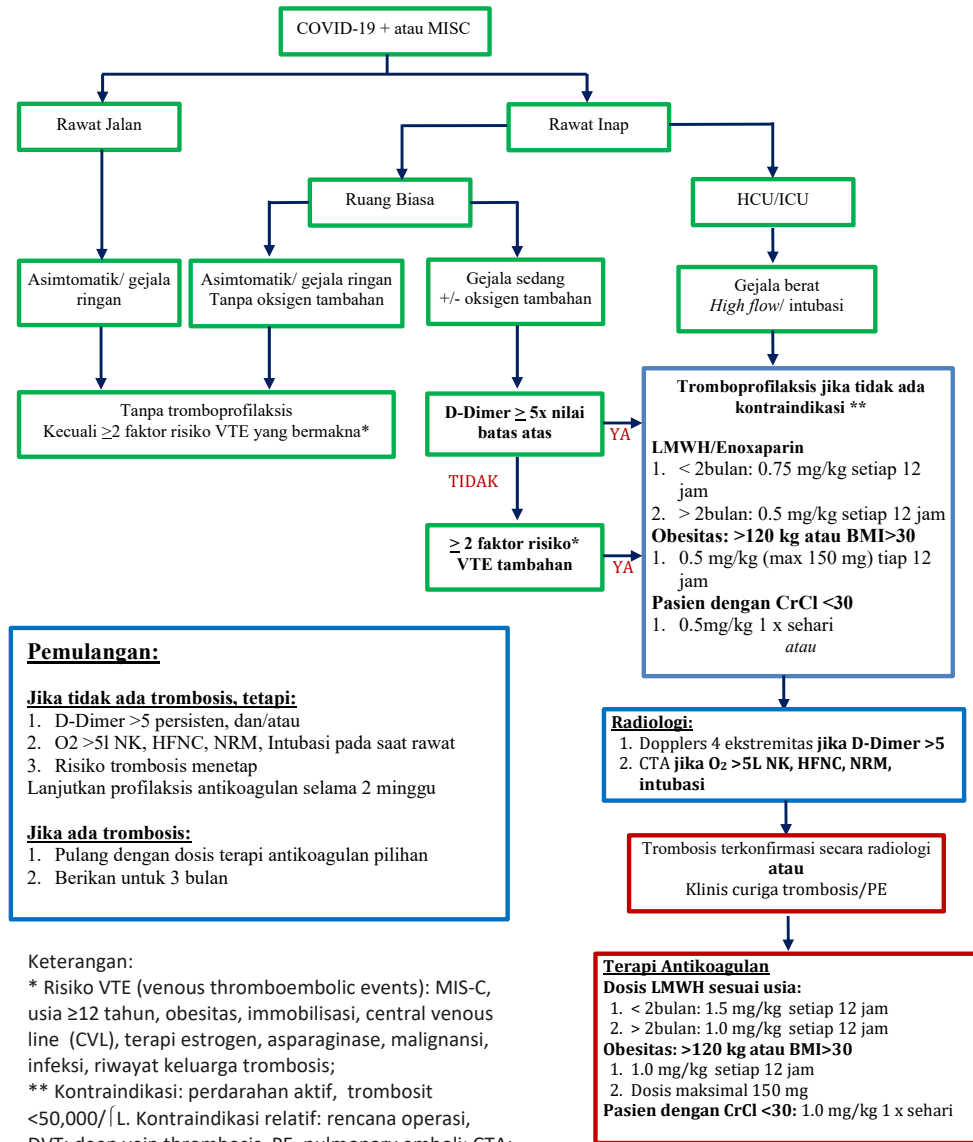 COVID-19 + atau MISC
Rawat Jalan
Rawat Inap
Ruang Biasa
HCU/ICU
Asimtomatik/ gejala
ringan
Asimtomatik/ gejala ringan
Tanpa oksigen tambahan
Gejala sedang
+/- oksigen tambahan
Gejala berat
High flow/ intubasi
Tanpa tromboprofilaksis
Kecuali ≥2 faktor risiko VTE yang bermakna*
D-Dimer ≥ 5x nilai
batas atas
YA
TIDAK
≥ 2 faktor risiko*
VTE tambahan
YA
Tromboprofilaksis jika tidak ada
kontraindikasi **
LMWH/Enoxaparin
1. < 2bulan: 0.75 mg/kg setiap 12
jam
2. > 2bulan: 0.5 mg/kg setiap 12 jam
Obesitas: >120 kg atau BMI>30
1. 0.5 mg/kg (max 150 mg) tiap 12
jam
Pasien dengan CrCl <30
1. 0.5mg/kg 1 x sehari
atau
Pemulangan:
Jika tidak ada trombosis, tetapi:
1. D-Dimer >5 persisten, dan/atau
2. O2 >5l NK, HFNC, NRM, Intubasi pada saat rawat
3. Risiko trombosis menetap
Lanjutkan profilaksis antikoagulan selama 2 minggu
Jika ada trombosis:
1. Pulang dengan dosis terapi antikoagulan pilihan
2. Berikan untuk 3 bulan
Radiologi:
1. Dopplers 4 ekstremitas jika D-Dimer >5
2. CTA jika O₂ >5L NK, HFNC, NRM,
intubasi
Trombosis terkonfirmasi secara radiologi
atau
Klinis curiga trombosis/PE
Terapi Antikoagulan
Dosis LMWH sesuai usia:
1. < 2bulan: 1.5 mg/kg setiap 12 jam
2. > 2bulan: 1.0 mg/kg setiap 12 jam
Obesitas: >120 kg atau BMI>30
1. 1.0 mg/kg setiap 12 jam
2. Dosis maksimal 150 mg
Pasien dengan CrCl <30: 1.0 mg/kg 1 x sehari
Keterangan:
* Risiko VTE (venous thromboembolic events): MIS-C,
usia ≥12 tahun, obesitas, immobilisasi, central venous
line (CVL), terapi estrogen, asparaginase, malignansi,
infeksi, riwayat keluarga trombosis;
** Kontraindikasi: perdarahan aktif, trombosit
<50,000/⌠L. Kontraindikasi relatif: rencana operasi,
DVT: deep vein thrombosis, PE, pulmonary emboli; CTA: